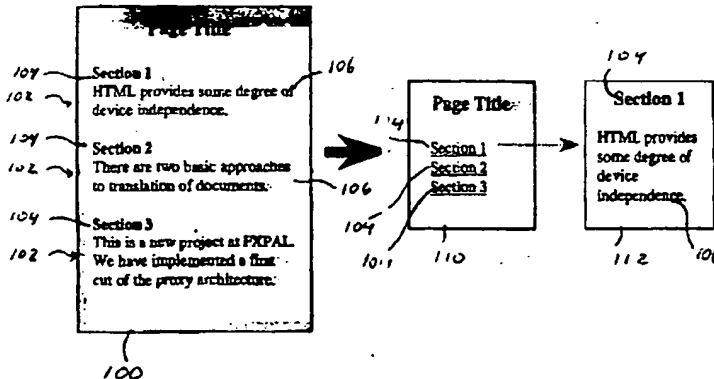 Page Title
104 Section 1
106
102 HTML provides some degree of
device independence.
104 Section 2
102 There are two basic approaches
to translation of documents.
106
104 Section 3
102 This is a new project at FXPAL.
We have implemented a first
cut of the proxy architecture.
100
Page Title
104 Section 1
Section 2
Section 3
104
104
110
104
Section 1
HTML provides
some degree of
device
independence.
112